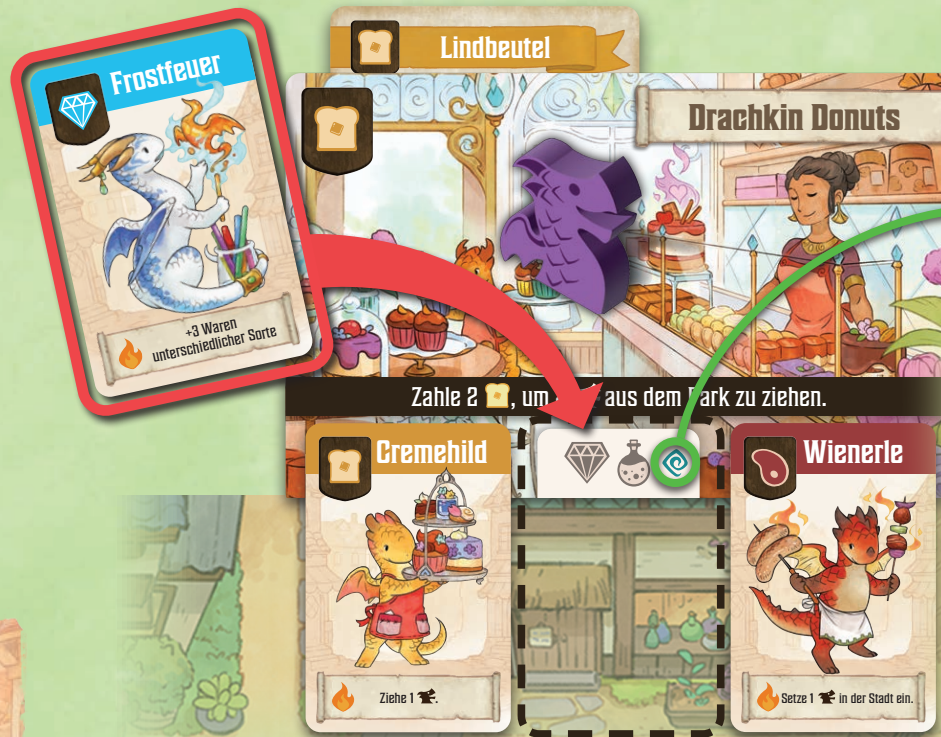 Lindbeutel
Frostfeuer
Drachkin Donuts
+3 Waren
unterschiedlicher Sorte
Zahle 2 , um aus dem Park zu ziehen.
Cremehild
Wienerle
Ziehe 1 .
Setze 1 in der Stadt ein.